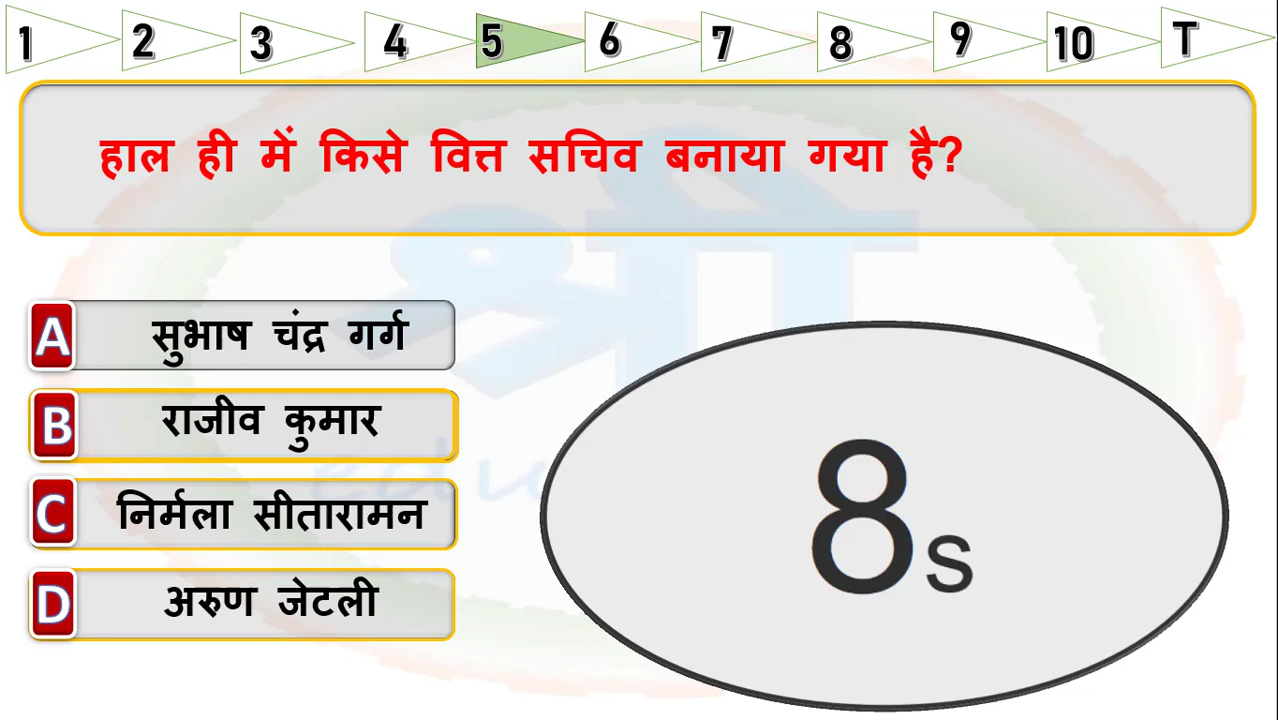 1 2 3 4 5 6 7 8 9 10 T
हाल ही में किसे वित्त सचिव बनाया गया है?
A सुभाष चंद्र गर्ग
B राजीव कुमार
C निर्मला सीतारामन
D अरुण जेटली
8s